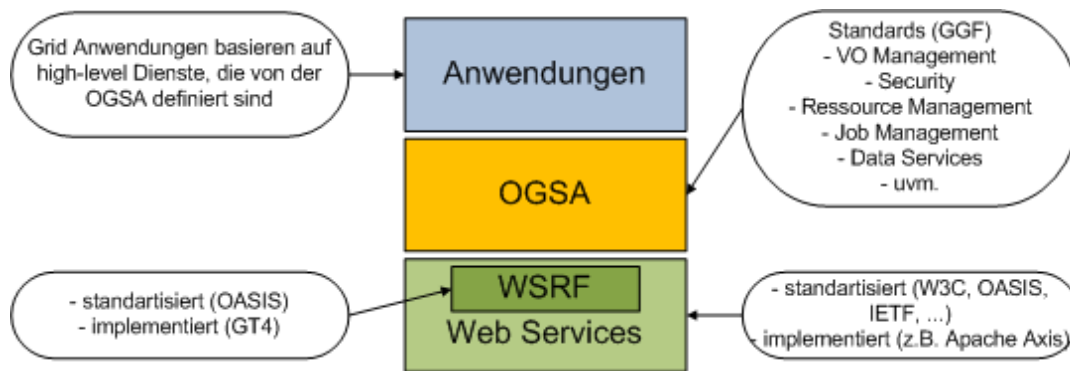 Grid Anwendungen basieren auf
high-level Dienste, die von der
OGSA definiert sind
Anwendungen
Standards (GGF)
- VO Management
- Security
- Ressource Management
- Job Management
- Data Services
- uvm.
OGSA
- standartisiert (OASIS)
- implementiert (GT4)
WSRF
Web Services
- standartisiert (W3C, OASIS,
IETF, ...)
- implementiert (z.B. Apache Axis)